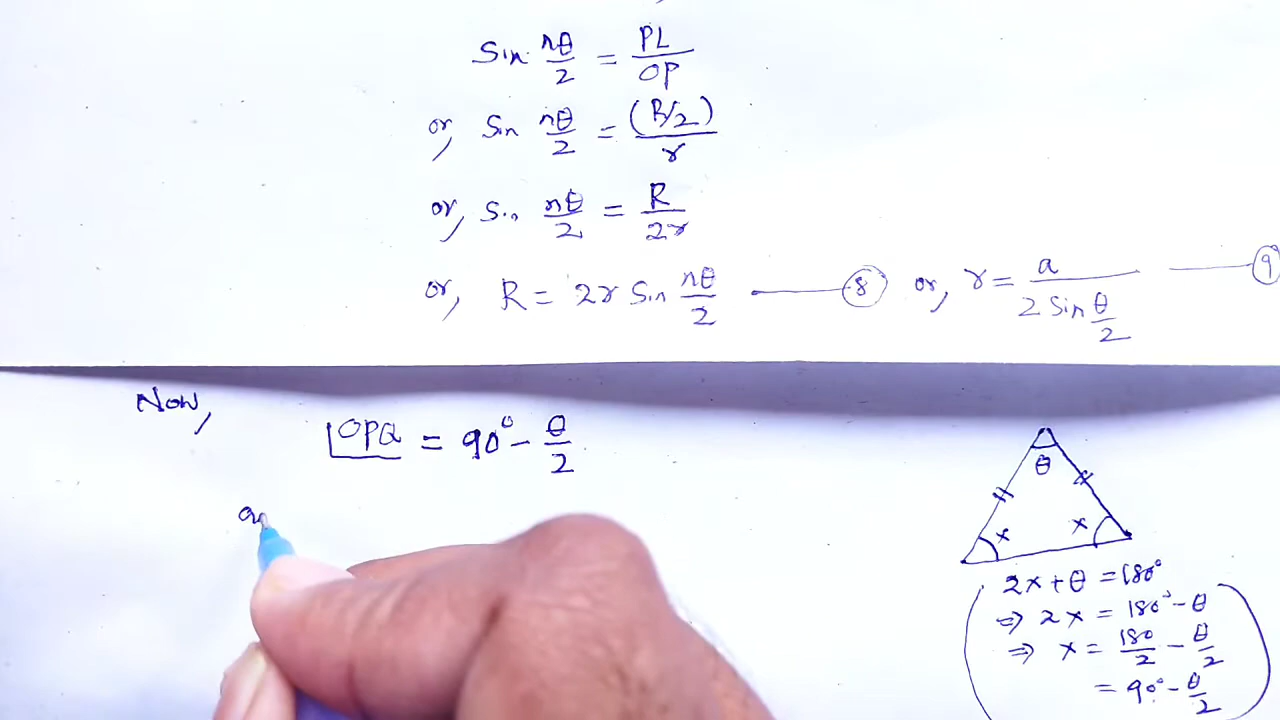 Sin nθ/2 = PL/OP
or, Sin nθ/2 = (R/2)/r
or, Sin nθ/2 = R/2r
or, R = 2r Sin nθ/2 —— 8 or, r = a/(2 Sin θ/2) —— 9
Now,
∠OPQ = 90° - θ/2
θ
x x
2x + θ = 180°
⇒ 2x = 180° - θ
⇒ x = 180/2 - θ/2
= 90° - θ/2